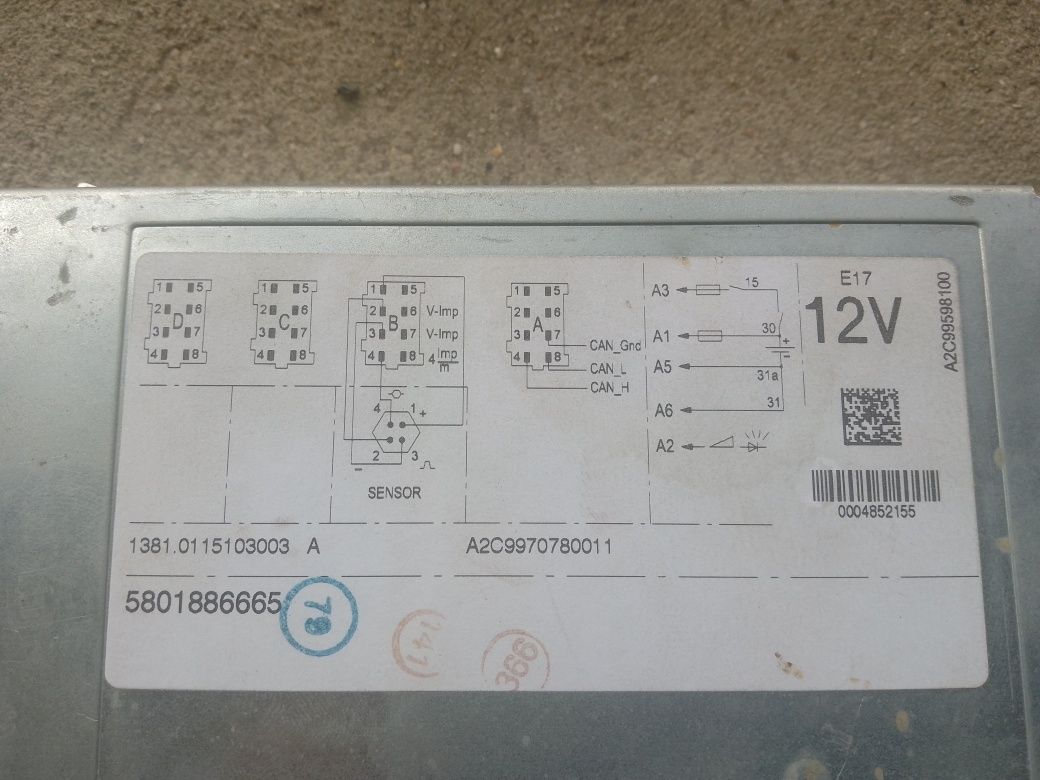 1 5
2 6
3 D 7
4 8
1 5
2 6
3 C 7
4 8
1 5
2 6 V-Imp
3 B 7 V-Imp
4 8 4 Imp/m
4 1 +
2 3
-
SENSOR
1 5
2 6
3 A 7
4 8
CAN_Gnd
CAN_L
CAN_H
A3 15
A1 30
+
-
A5 31a
A6 31
A2
E17
12V
A2C99598100
0004852155
1381.0115103003 A
A2C9970780011
5801886665
78
366